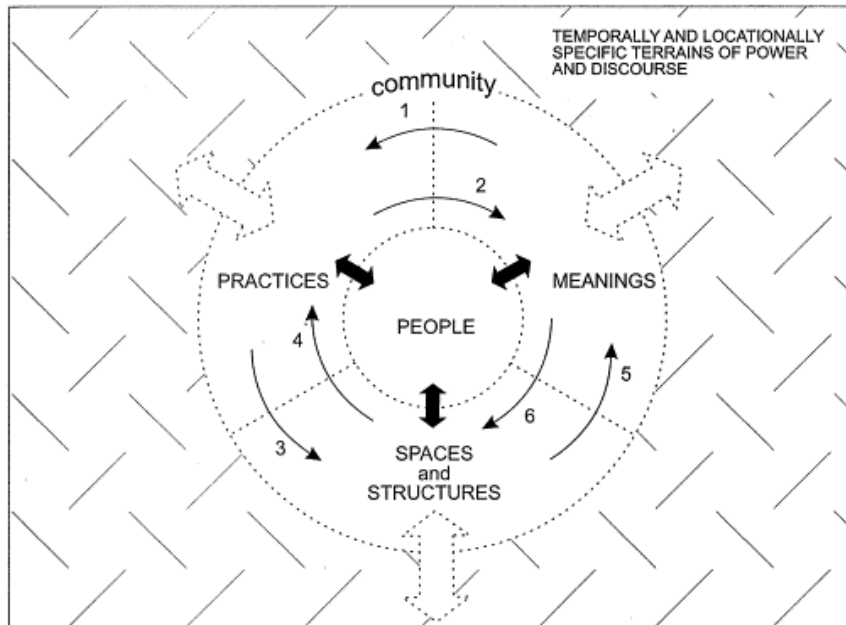 TEMPORALLY AND LOCATIONALLY
SPECIFIC TERRAINS OF POWER
AND DISCOURSE
community
1
2
PRACTICES
MEANINGS
PEOPLE
4
5
6
3
SPACES
and
STRUCTURES